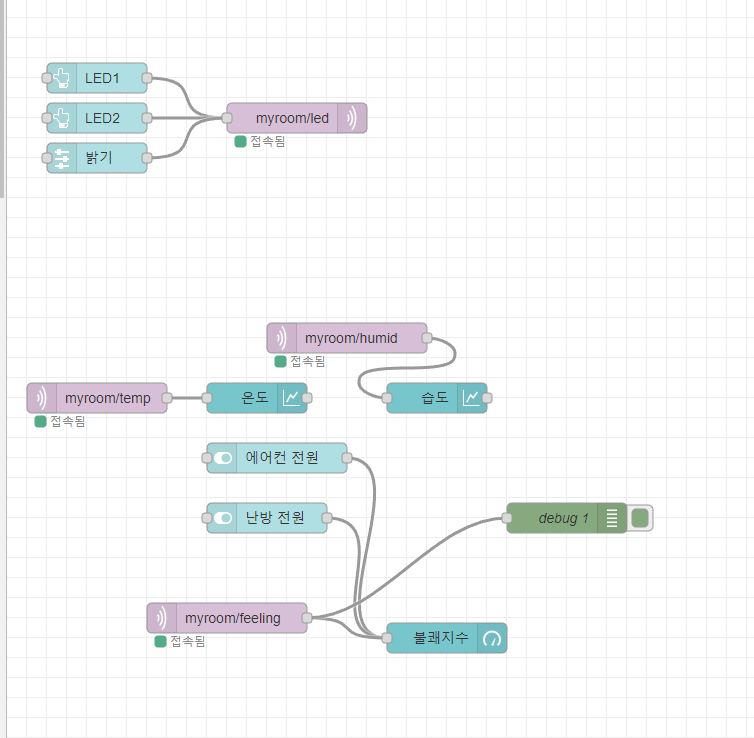 LED1
LED2
밝기
myroom/led
접속됨
myroom/humid
접속됨
myroom/temp
접속됨
온도
습도
에어컨 전원
난방 전원
debug 1
myroom/feeling
접속됨
불쾌지수